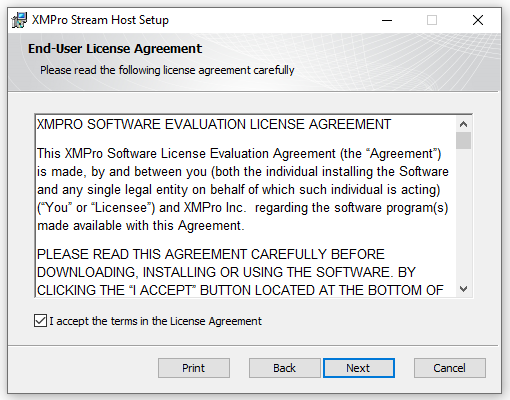 XMPro Stream Host Setup
End-User License Agreement
Please read the following license agreement carefully
XMPRO SOFTWARE EVALUATION LICENSE AGREEMENT
This XMPro Software License Evaluation Agreement (the “Agreement”)
is made, by and between you (both the individual installing the Software
and any single legal entity on behalf of which such individual is acting)
(“You” or “Licensee”) and XMPro Inc.  regarding the software program(s)
made available with this Agreement.
PLEASE READ THIS AGREEMENT CAREFULLY BEFORE
DOWNLOADING, INSTALLING OR USING THE SOFTWARE. BY
CLICKING THE “I ACCEPT” BUTTON LOCATED AT THE BOTTOM OF
I accept the terms in the License Agreement
Print Back Next Cancel